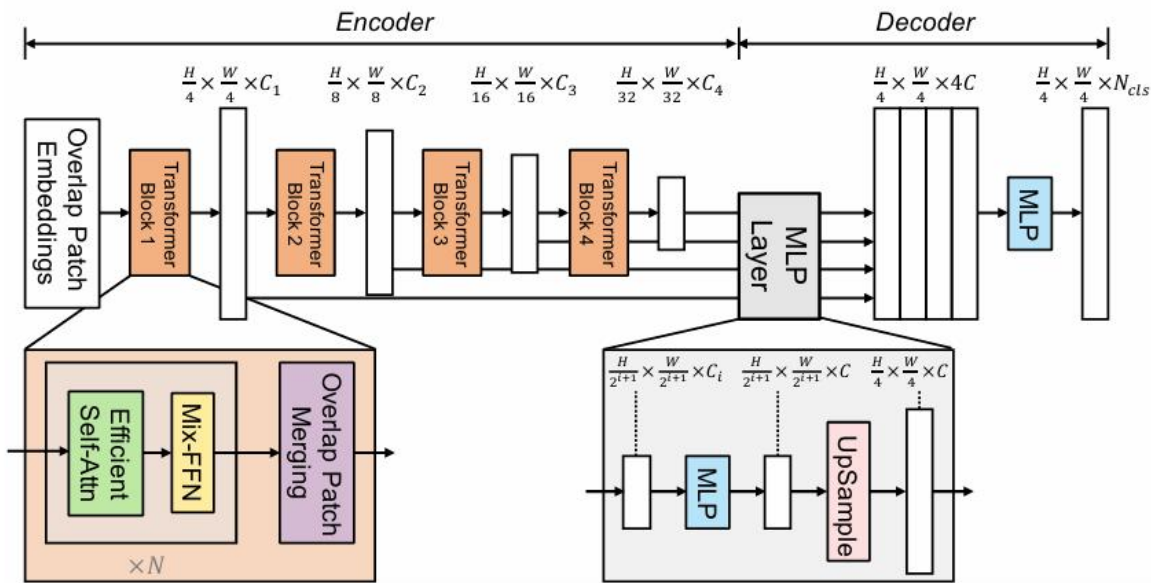 Encoder
Decoder
H/4 × W/4 × C₁
H/8 × W/8 × C₂
H/16 × W/16 × C₃
H/32 × W/32 × C₄
H/4 × W/4 × 4C
H/4 × W/4 × N_cls
Overlap Patch
Embeddings
Transformer
Block 1
Transformer
Block 2
Transformer
Block 3
Transformer
Block 4
MLP
Layer
MLP
Efficient
Self-Attn
Mix-FFN
×N
Overlap Patch
Merging
H/2^{i+1} × W/2^{i+1} × C_i
H/2^{i+1} × W/2^{i+1} × C
H/4 × W/4 × C
MLP
UpSample